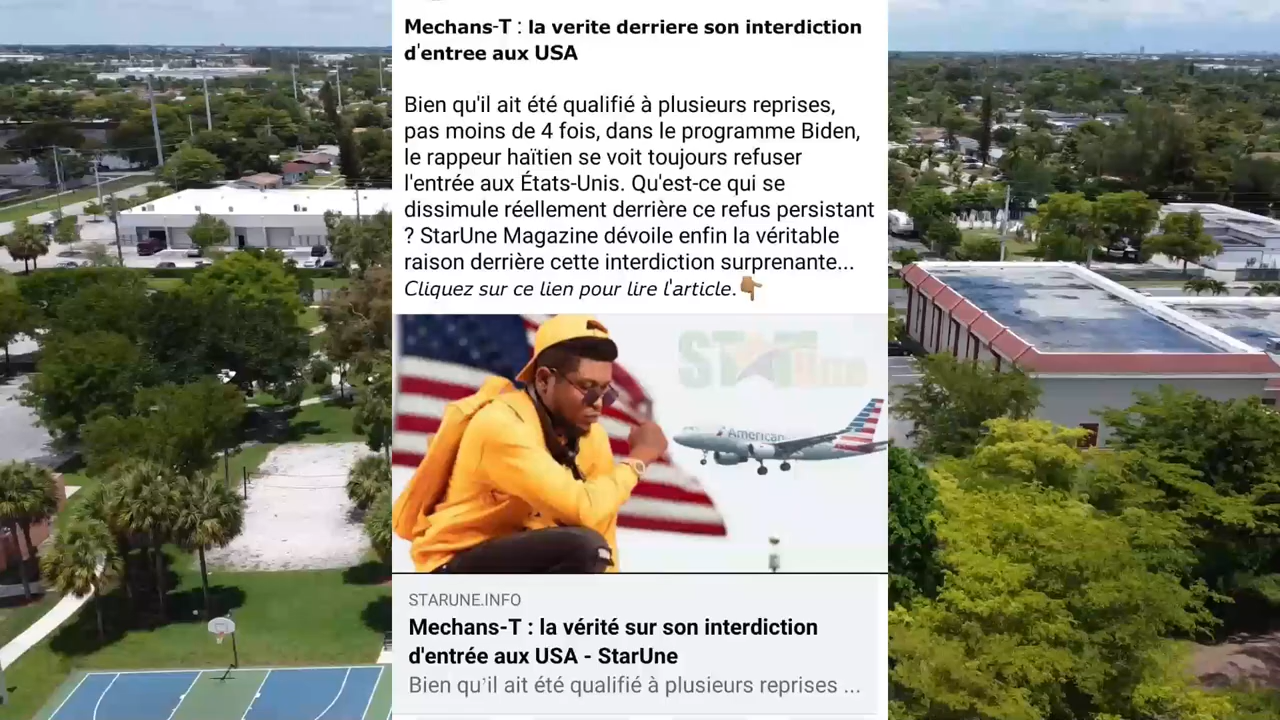 Mechans-T : la verite derriere son interdiction
d'entree aux USA
Bien qu'il ait été qualifié à plusieurs reprises,
pas moins de 4 fois, dans le programme Biden,
le rappeur haïtien se voit toujours refuser
l'entrée aux États-Unis. Qu'est-ce qui se
dissimule réellement derrière ce refus persistant
? StarUne Magazine dévoile enfin la véritable
raison derrière cette interdiction surprenante...
Cliquez sur ce lien pour lire l'article.👇🏽
STAR
Une
American
STARUNE.INFO
Mechans-T : la vérité sur son interdiction
d'entrée aux USA - StarUne
Bien qu'il ait été qualifié à plusieurs reprises ...